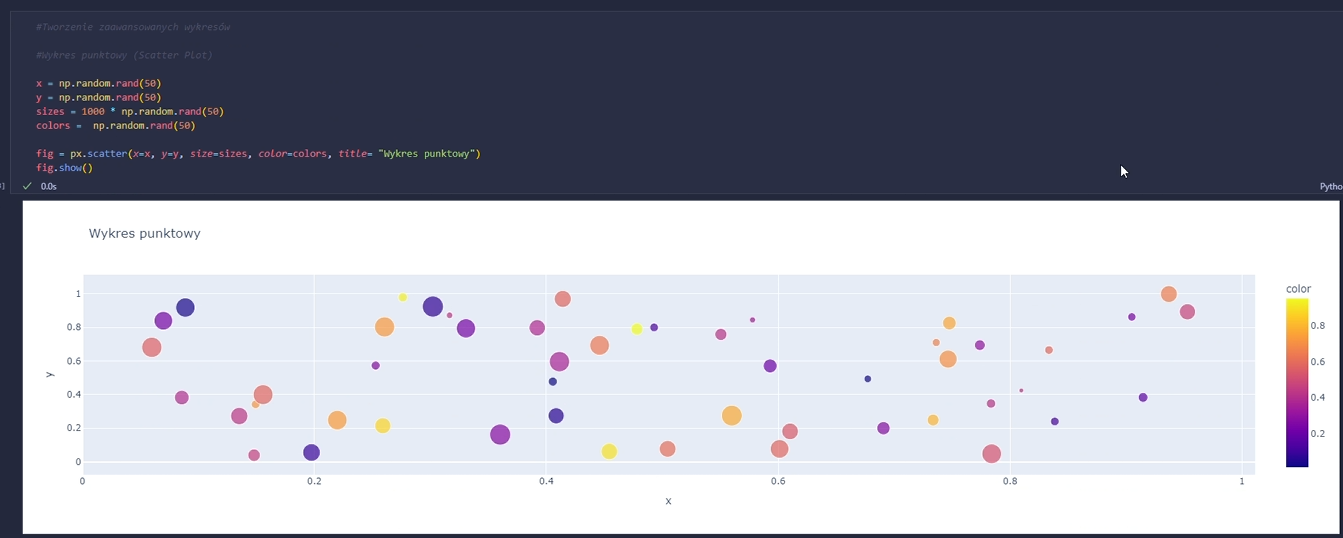 #Tworzenie zaawansowanych wykresów
#Wykres punktowy (Scatter Plot)
x = np.random.rand(50)
y = np.random.rand(50)
sizes = 1000 * np.random.rand(50)
colors =  np.random.rand(50)
fig = px.scatter(x=x, y=y, size=sizes, color=colors, title= "Wykres punktowy")
fig.show()
0.0s
Wykres punktowy
color
1
0.8
0.6
0.4
0.2
0
y
0 0.2 0.4 0.6 0.8 1
x
0.8
0.6
0.4
0.2